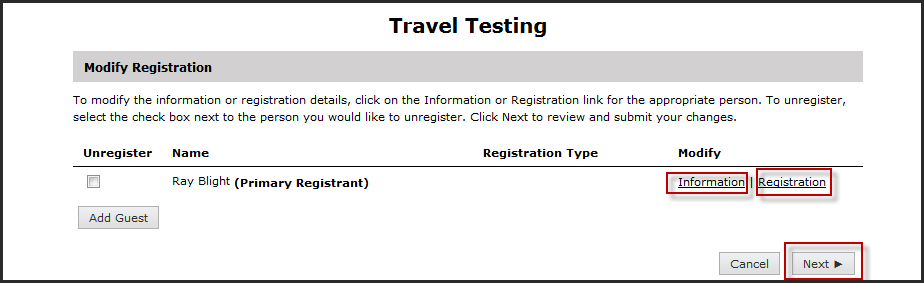 Travel Testing
Modify Registration
To modify the information or registration details, click on the Information or Registration link for the appropriate person. To unregister,
select the check box next to the person you would like to unregister. Click Next to review and submit your changes.
Unregister Name Registration Type Modify
Ray Blight (Primary Registrant) Information | Registration
Add Guest
Cancel Next ►